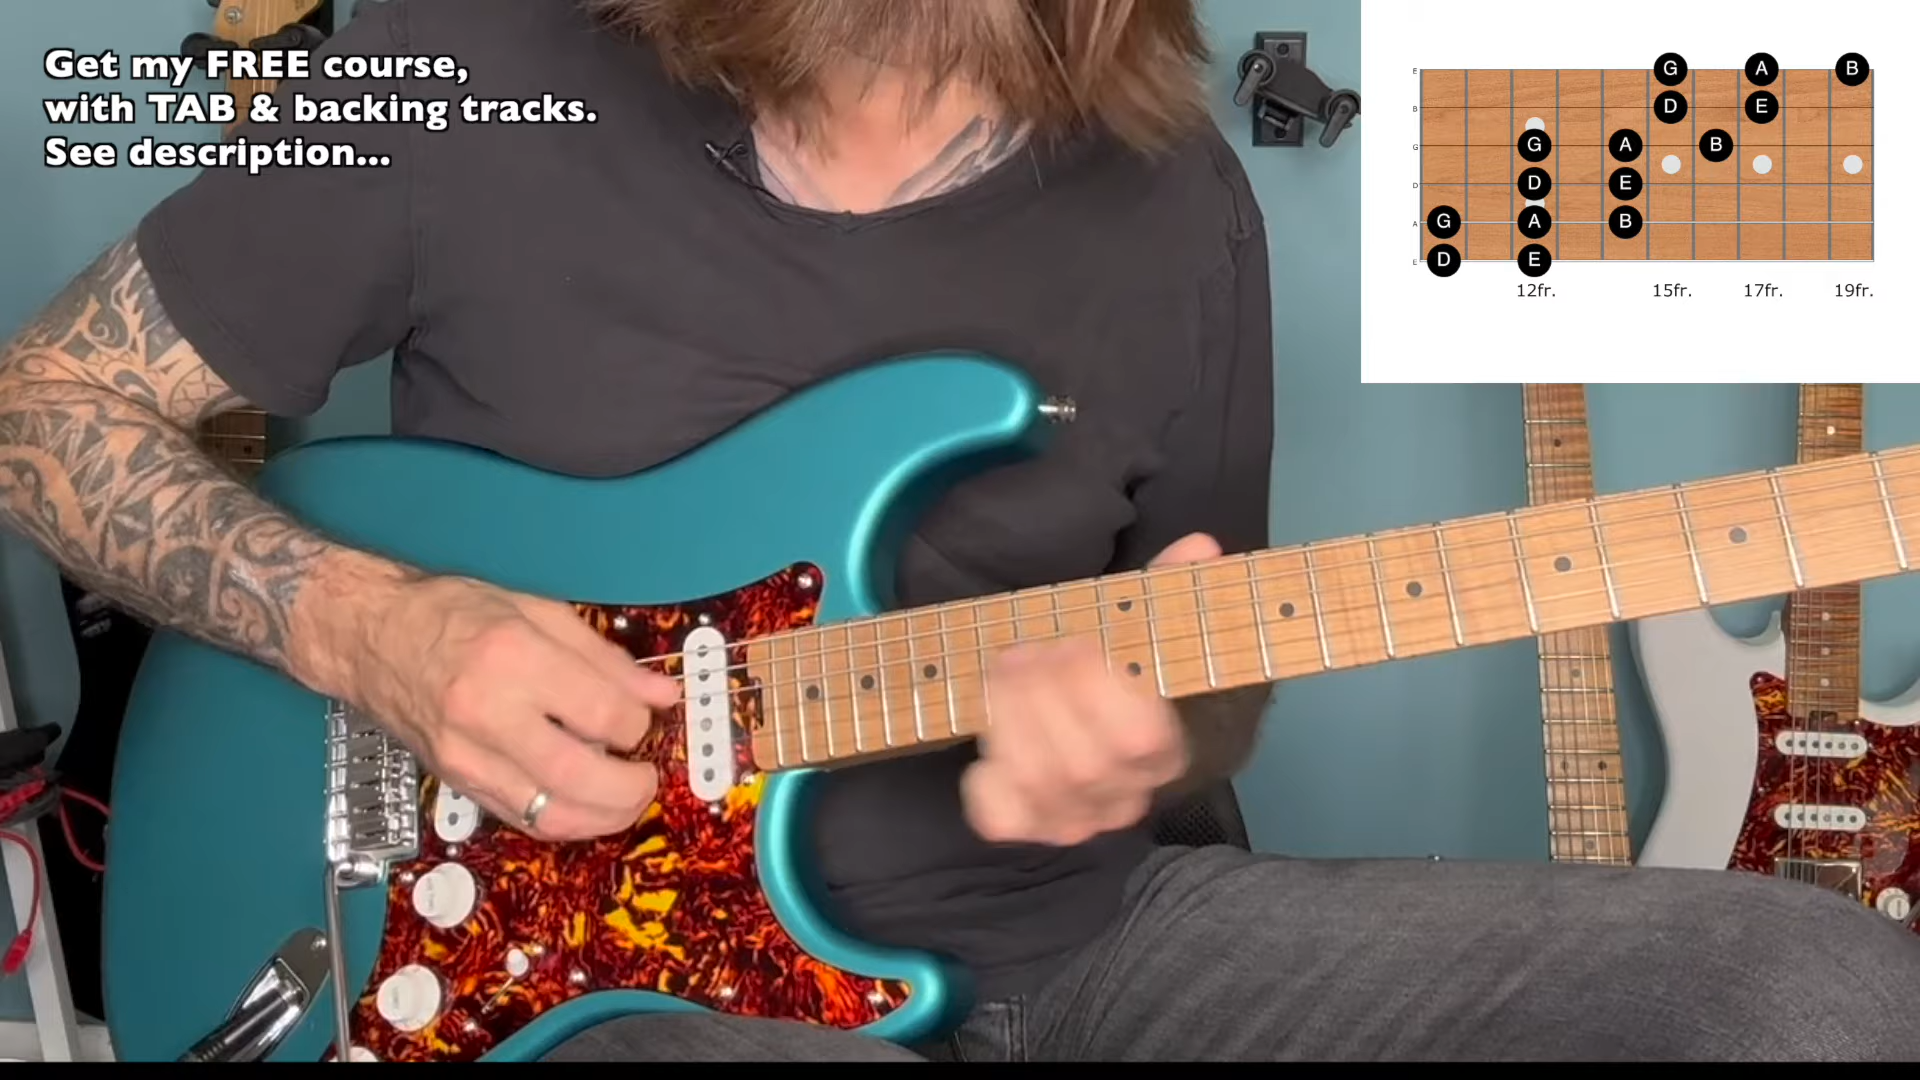 Get my FREE course,
with TAB & backing tracks.
See description...
E G A B
B D E
G G A B
D D E
A G A B
E D E
12fr. 15fr. 17fr. 19fr.